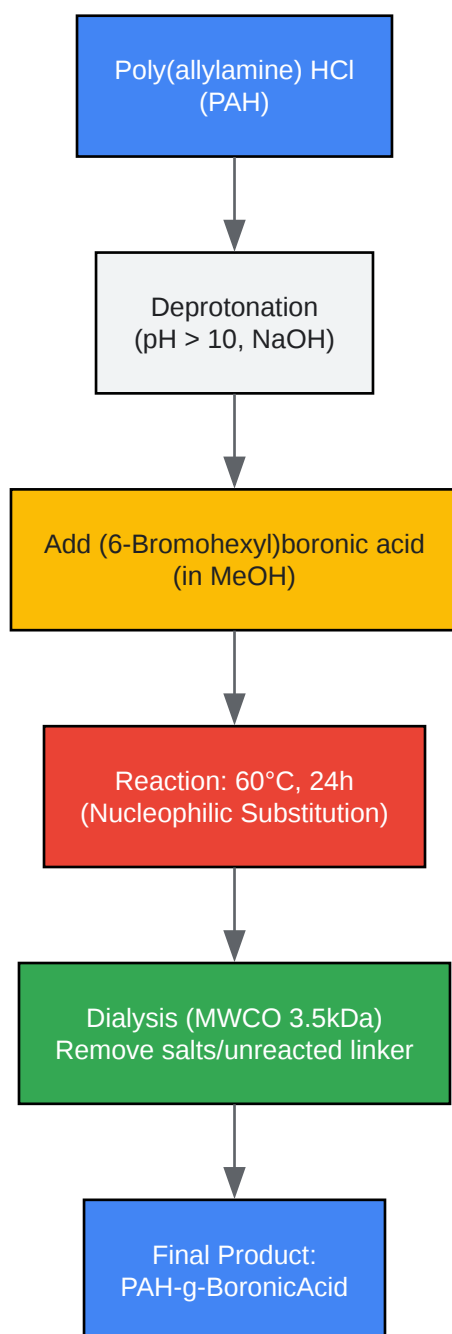 Poly(allylamine) HCl
(PAH)
Deprotonation
(pH > 10, NaOH)
Add (6-Bromohexyl)boronic acid
(in MeOH)
Reaction: 60°C, 24h
(Nucleophilic Substitution)
Dialysis (MWCO 3.5kDa)
Remove salts/unreacted linker
Final Product:
PAH-g-BoronicAcid